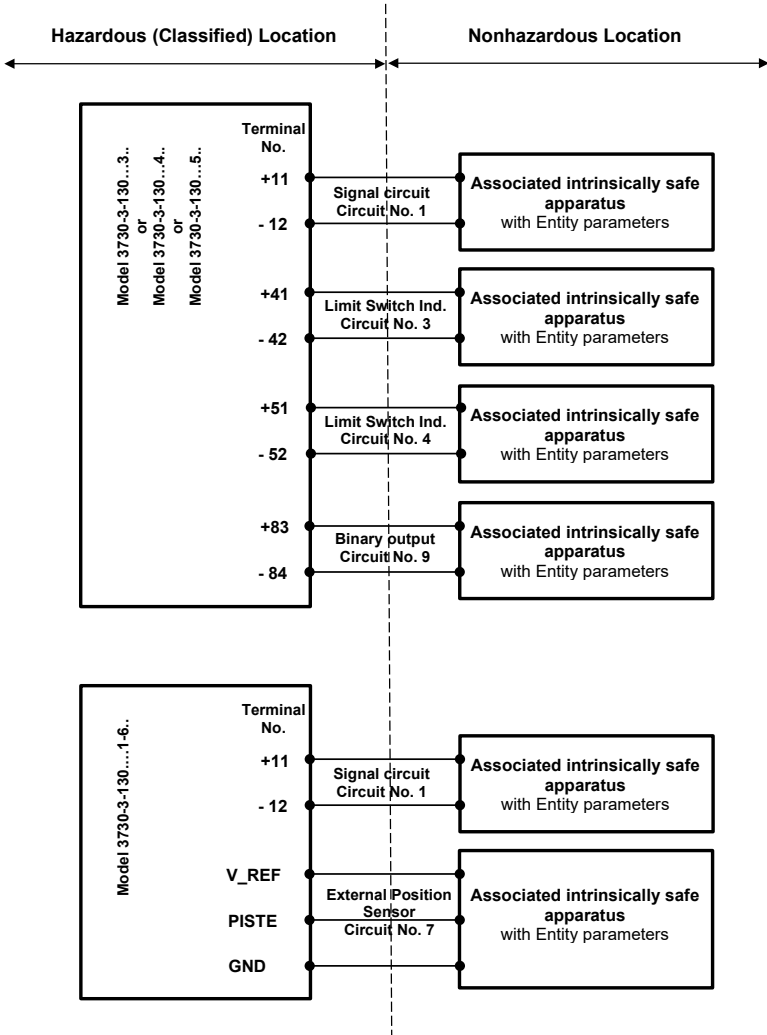 Hazardous (Classified) Location
Nonhazardous Location
Model 3730-3-130…3..
or
Model 3730-3-130…4..
or
Model 3730-3-130…5..
Terminal
No.
+11
- 12
Signal circuit
Circuit No. 1
Associated intrinsically safe
apparatus
with Entity parameters
+41
- 42
Limit Switch Ind.
Circuit No. 3
Associated intrinsically safe
apparatus
with Entity parameters
+51
- 52
Limit Switch Ind.
Circuit No. 4
Associated intrinsically safe
apparatus
with Entity parameters
+83
- 84
Binary output
Circuit No. 9
Associated intrinsically safe
apparatus
with Entity parameters
Model 3730-3-130….1-6..
Terminal
No.
+11
- 12
Signal circuit
Circuit No. 1
Associated intrinsically safe
apparatus
with Entity parameters
V_REF
PISTE
GND
External Position
Sensor
Circuit No. 7
Associated intrinsically safe
apparatus
with Entity parameters